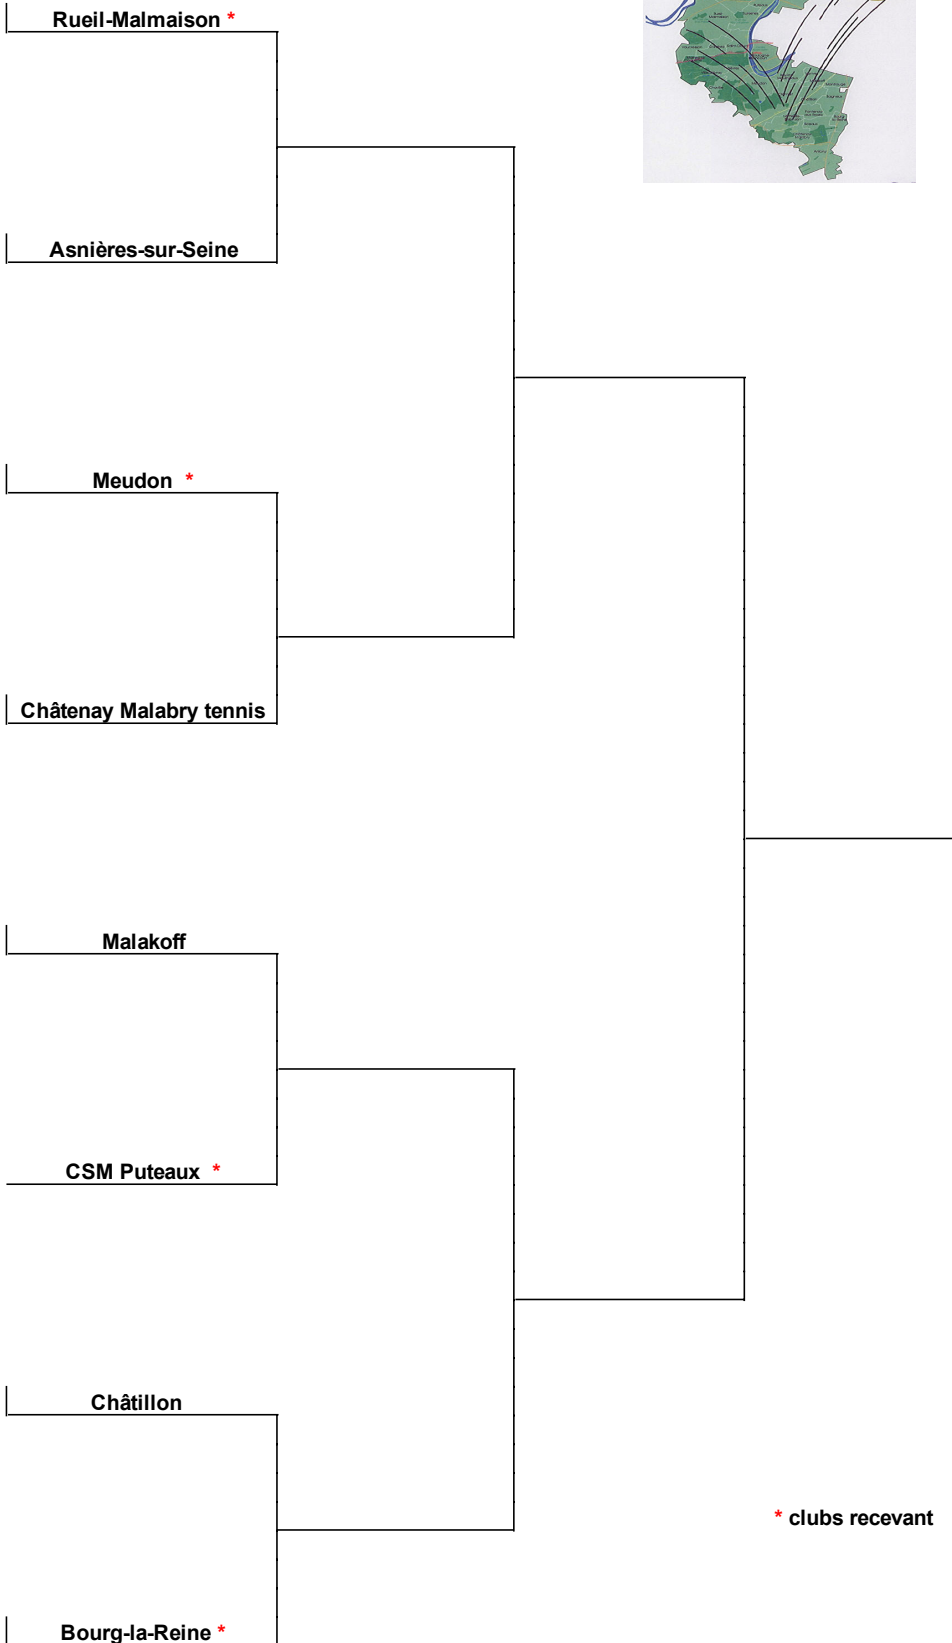 Rueil-Malmaison *
Asnières-sur-Seine
Meudon *
Châtenay Malabry tennis
Malakoff
CSM Puteaux *
Châtillon
* clubs recevant
Bourg-la-Reine *